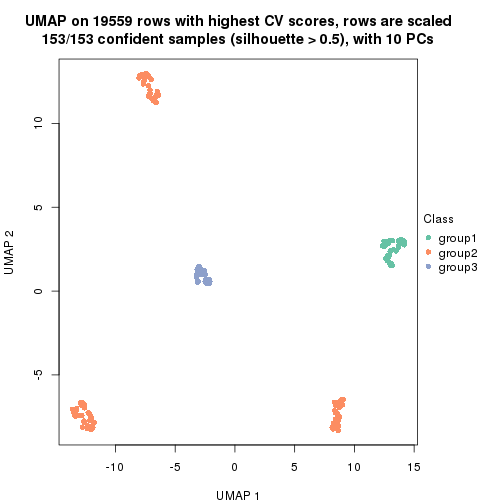 UMAP on 19559 rows with highest CV scores, rows are scaled
153/153 confident samples (silhouette > 0.5), with 10 PCs
10
5
0
-5
UMAP 2
-10
-5
0
5
10
15
UMAP 1
Class
group1
group2
group3